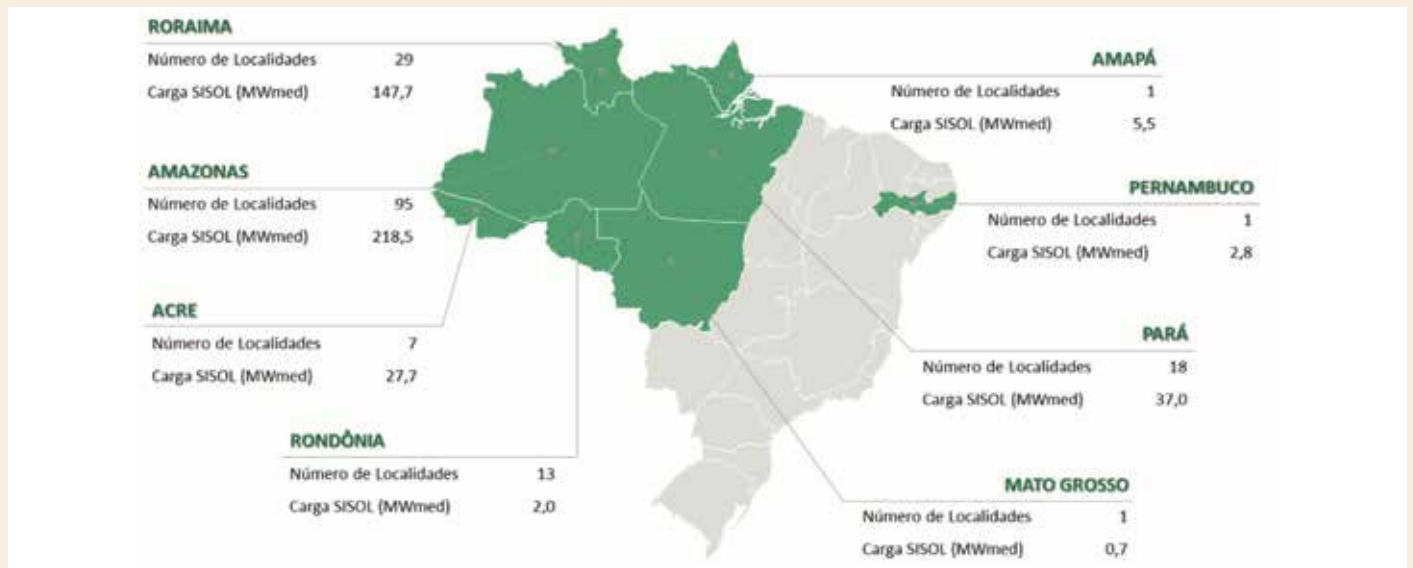 RORAIMA
Número de Localidades 29
Carga SISOL (MWmed) 147,7
AMAZONAS
Número de Localidades 95
Carga SISOL (MWmed) 218,5
ACRE
Número de Localidades 7
Carga SISOL (MWmed) 27,7
RONDÔNIA
Número de Localidades 13
Carga SISOL (MWmed) 2,0
AMAPÁ
Número de Localidades 1
Carga SISOL (MWmed) 5,5
PERNAMBUCO
Número de Localidades 1
Carga SISOL (MWmed) 2,8
PARÁ
Número de Localidades 18
Carga SISOL (MWmed) 37,0
MATO GROSSO
Número de Localidades 1
Carga SISOL (MWmed) 0,7